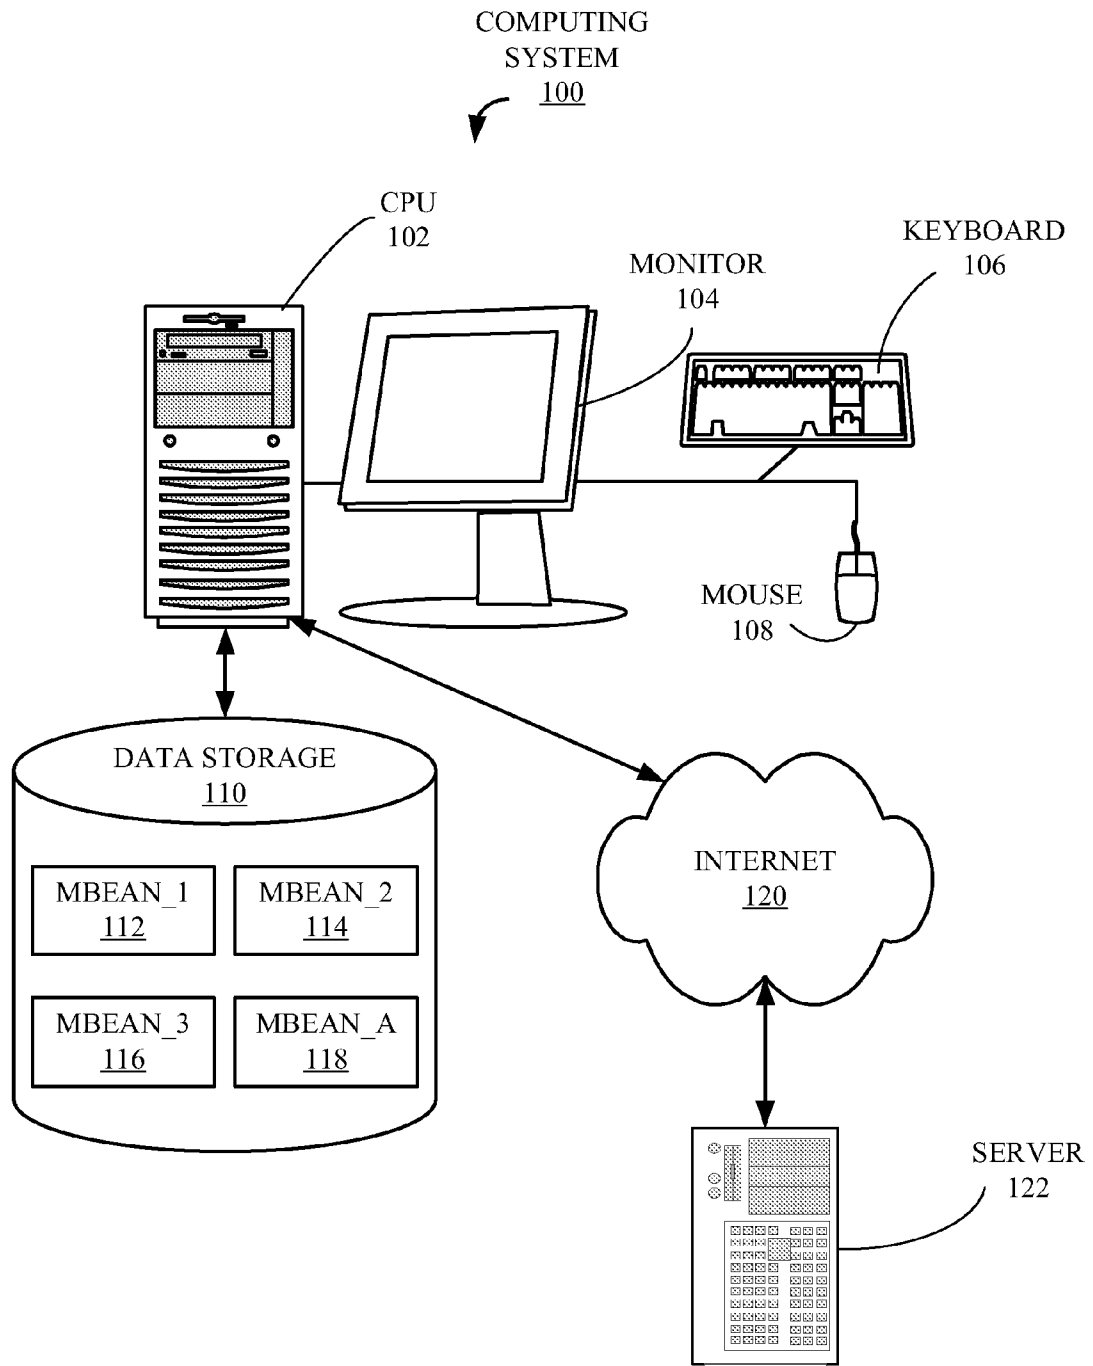 COMPUTING
SYSTEM
100
CPU
102
KEYBOARD
106
MONITOR
104
MOUSE
108
DATA STORAGE
110
MBEAN_1
112
MBEAN_2
114
MBEAN_3
116
MBEAN_A
118
INTERNET
120
SERVER
122